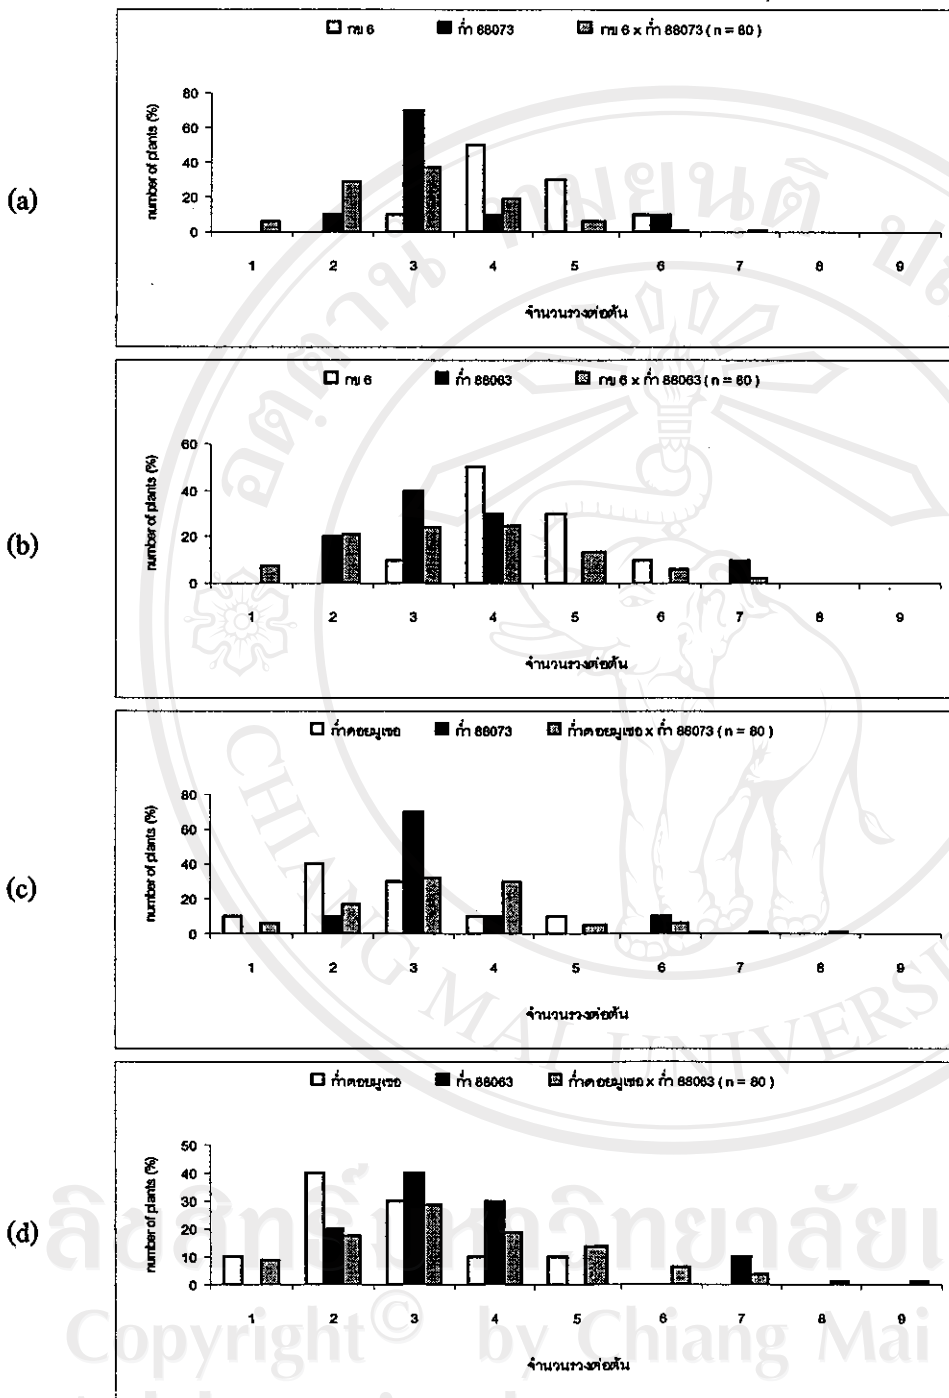 กข 6 ก่ำ 88073 กข 6 x ก่ำ 88073 ( n = 80 )
(a)
number of plants (%)
80
60
40
20
0
1 2 3 4 5 6 7 8 9
จำนวนรวงต่อต้น
กข 6 ก่ำ 88063 กข 6 x ก่ำ 88063 ( n = 80 )
(b)
number of plants (%)
60
40
20
0
1 2 3 4 5 6 7 8 9
จำนวนรวงต่อต้น
ก่ำดอยมูเซอ ก่ำ 88073 ก่ำดอยมูเซอ x ก่ำ 88073 ( n = 80 )
(c)
number of plants (%)
80
60
40
20
0
1 2 3 4 5 6 7 8 9
จำนวนรวงต่อต้น
ก่ำดอยมูเซอ ก่ำ 88063 ก่ำดอยมูเซอ x ก่ำ 88063 ( n = 80 )
(d)
number of plants (%)
50
40
30
20
10
0
1 2 3 4 5 6 7 8 9
จำนวนรวงต่อต้น
CHIANG MAI UNIVERSI
Copyright © by Chiang Mai